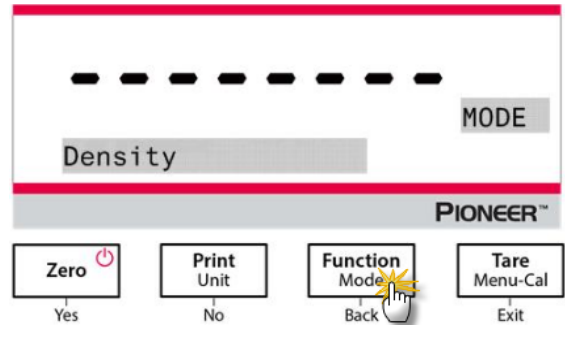 --------
MODE
Density
PIONEER™
Zero Print Function Tare
Unit Mode Menu-Cal
Yes No Back Exit